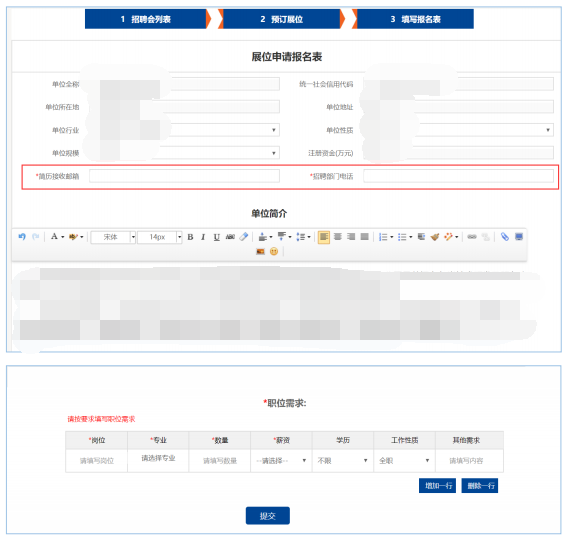 1 招聘会列表 2 预订展位 3 填写报名表
展位申请报名表
单位全称 统一社会信用代码
单位所在地 单位地址
单位行业 单位性质
单位规模 注册资金(万元)
*简历接收邮箱 *招聘部门电话
单位简介
宋体 14px B I U ABC
*职位需求:
请按要求填写职位需求
*岗位 *专业 *数量 *薪资 学历 工作性质 其他需求
请填写岗位 请选择专业 请填写数量 --请选择-- 不限 全职 请填写内容
增加一行 删除一行
提交